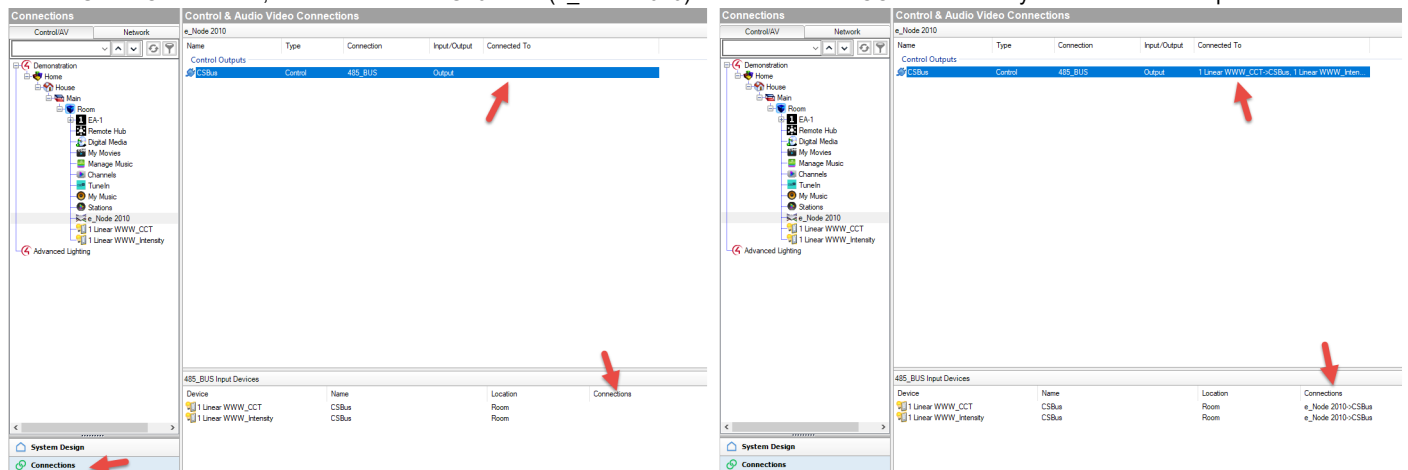 Connections
Control/AV Network
Demonstration
Home
House
Main
Room
EA-1
Remote Hub
Digital Media
My Movies
Manage Music
Channels
TuneIn
My Music
Stations
e_Node 2010
1 Linear WWW_CCT
1 Linear WWW_Intensity
Advanced Lighting
System Design
Connections
Control & Audio Video Connections
e_Node 2010
Name Type Connection Input/Output Connected To
Control Outputs
CSBus Control 485_BUS Output
485_BUS Input Devices
Device Name Location Connections
1 Linear WWW_CCT CSBus Room
1 Linear WWW_Intensity CSBus Room
Connections
Control/AV Network
Demonstration
Home
House
Main
Room
EA-1
Remote Hub
Digital Media
My Movies
Manage Music
Channels
TuneIn
My Music
Stations
e_Node 2010
1 Linear WWW_CCT
1 Linear WWW_Intensity
Advanced Lighting
System Design
Connections
Control & Audio Video Connections
e_Node 2010
Name Type Connection Input/Output Connected To
Control Outputs
CSBus Control 485_BUS Output 1 Linear WWW_CCT->CSBus, 1 Linear WWW_Inten...
485_BUS Input Devices
Device Name Location Connections
1 Linear WWW_CCT CSBus Room e_Node 2010->CSBus
1 Linear WWW_Intensity CSBus Room e_Node 2010->CSBus